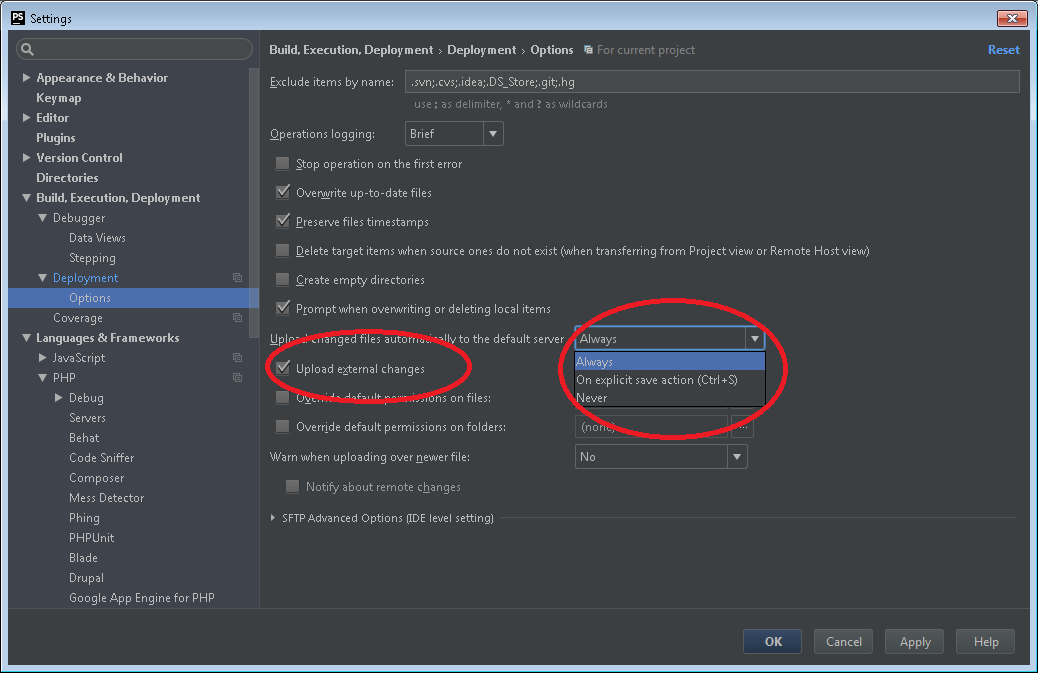 PS Settings
Build, Execution, Deployment › Deployment › Options For current project Reset
Appearance & Behavior
Keymap
Editor
Plugins
Version Control
Directories
Build, Execution, Deployment
Debugger
Data Views
Stepping
Deployment
Options
Coverage
Languages & Frameworks
JavaScript
PHP
Debug
Servers
Behat
Code Sniffer
Composer
Mess Detector
Phing
PHPUnit
Blade
Drupal
Google App Engine for PHP
Exclude items by name: .svn;.cvs;.idea;.DS_Store;.git;.hg
use ; as delimiter, * and ? as wildcards
Operations logging: Brief
Stop operation on the first error
Overwrite up-to-date files
Preserve files timestamps
Delete target items when source ones do not exist (when transferring from Project view or Remote Host view)
Create empty directories
Prompt when overwriting or deleting local items
Upload changed files automatically to the default server Always
Always
On explicit save action (Ctrl+S)
Never
Upload external changes
Override default permissions on files:
Override default permissions on folders: (none) ...
Warn when uploading over newer file: No
Notify about remote changes
SFTP Advanced Options (IDE level setting)
OK Cancel Apply Help